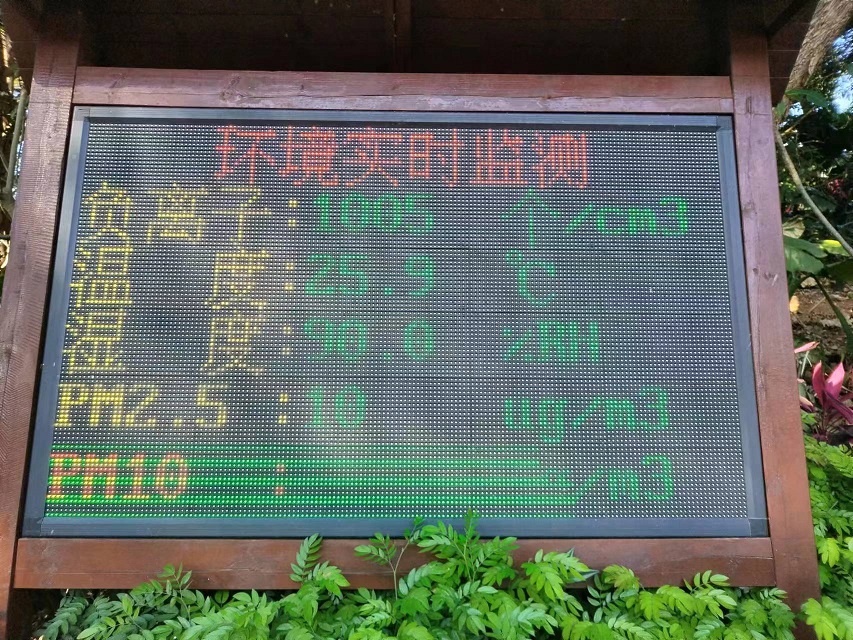 环境实时监测
负离子:1005 个/cm3
温度:25.9 ℃
湿度:90.0 %RH
PM2.5 :10 ug/m3
PM10 : /m3